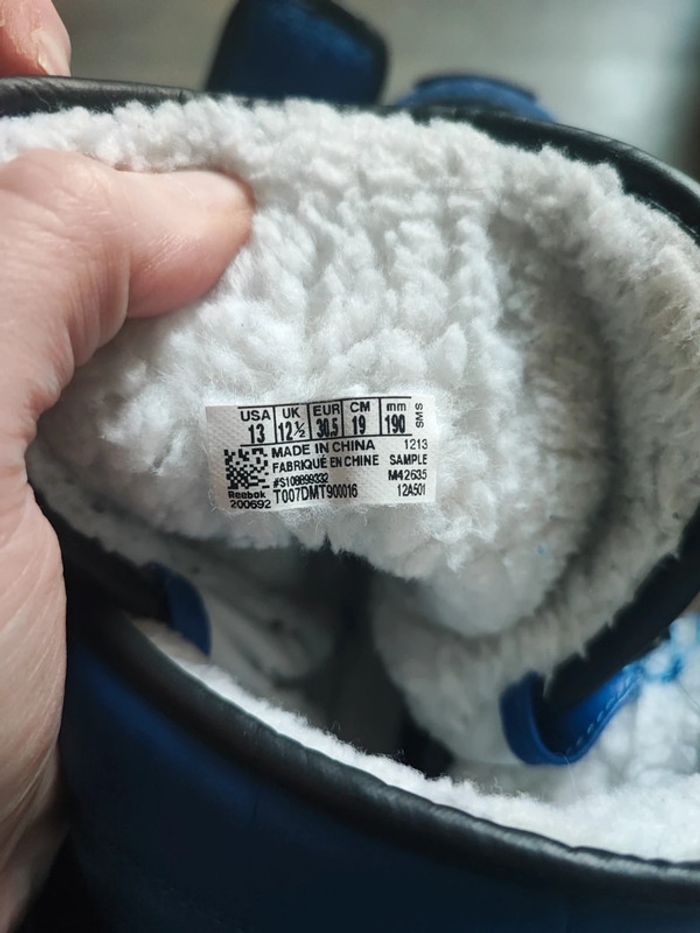 USA UK EUR CM mm SMS
13 12½ 30.5 19 190
MADE IN CHINA 1213
FABRIQUÉ EN CHINE SAMPLE
#S108899332 M42635
Reebok T007DMT900016 12A501
200692